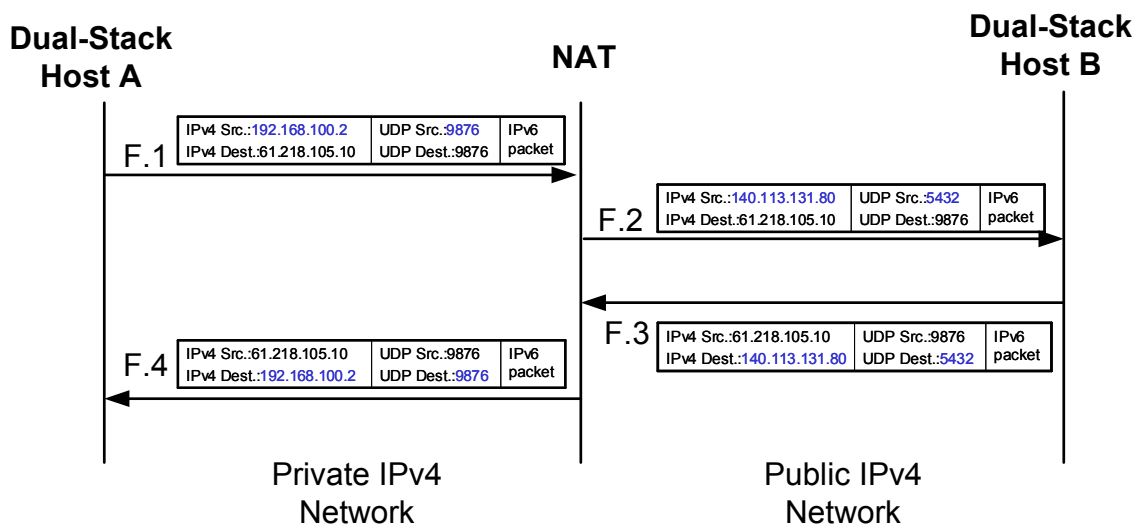 Dual-Stack
Host A
NAT
Dual-Stack
Host B
F.1
IPv4 Src.:192.168.100.2 UDP Src.:9876 IPv6
IPv4 Dest.:61.218.105.10 UDP Dest.:9876 packet
F.2
IPv4 Src.:140.113.131.80 UDP Src.:5432 IPv6
IPv4 Dest.:61.218.105.10 UDP Dest.:9876 packet
F.3
IPv4 Src.:61.218.105.10 UDP Src.:9876 IPv6
IPv4 Dest.:140.113.131.80 UDP Dest.:5432 packet
F.4
IPv4 Src.:61.218.105.10 UDP Src.:9876 IPv6
IPv4 Dest.:192.168.100.2 UDP Dest.:9876 packet
Private IPv4
Network
Public IPv4
Network